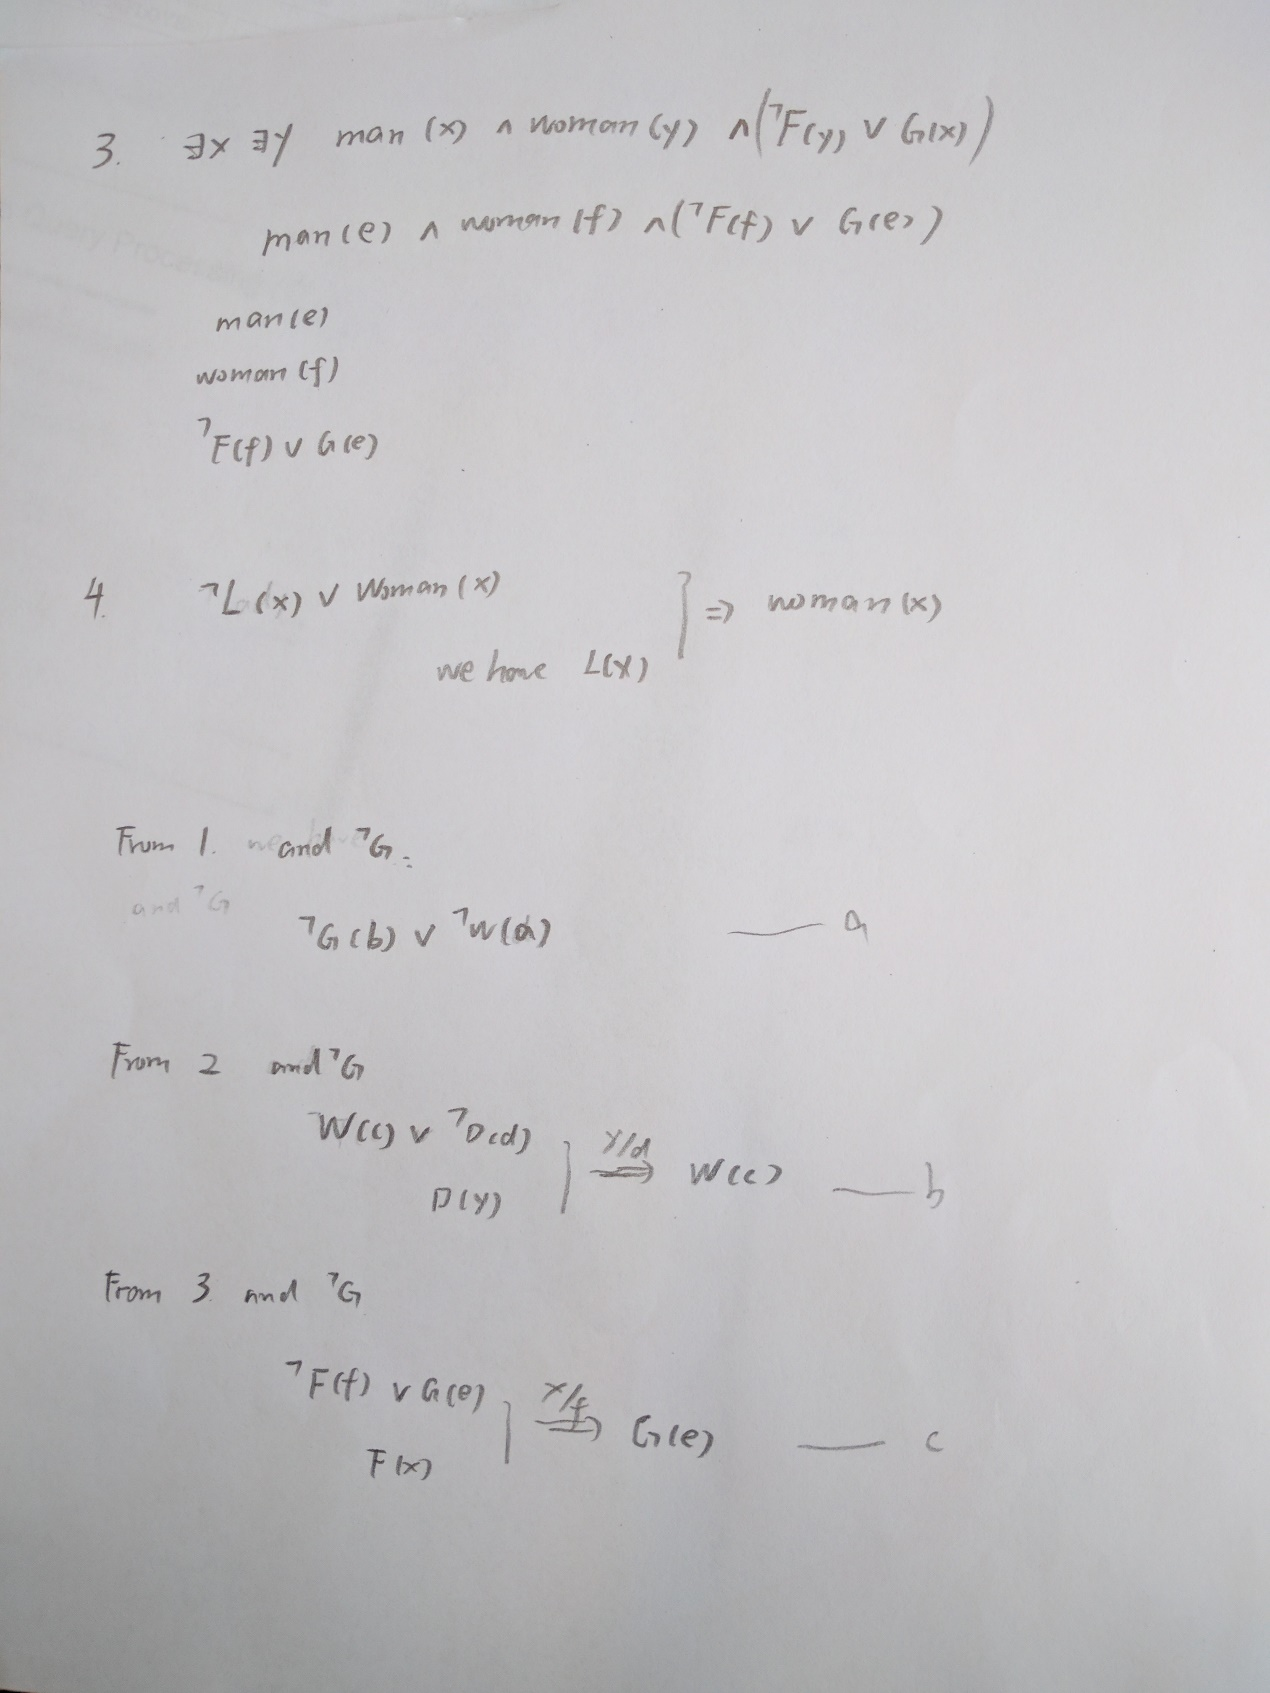 3. ∃x ∃y man (x) ∧ woman (y) ∧ (¬F(y) ∨ G(x))
man(e) ∧ woman (f) ∧ (¬F(f) ∨ G(e))
man(e)
woman (f)
¬F(f) ∨ G(e)
4. ¬L(x) ∨ Woman (x) ] ⇒ woman (x)
we have L(x)
From 1. and ¬G:
and ¬G
¬G(b) ∨ ¬W(a) — a
From 2 and ¬G
W(c) ∨ ¬D(d) ] y/d ⇒ W(c) — b
D(y)
From 3 and ¬G
¬F(f) ∨ G(e) ] x/f ⇒ G(e) — c
F(x)